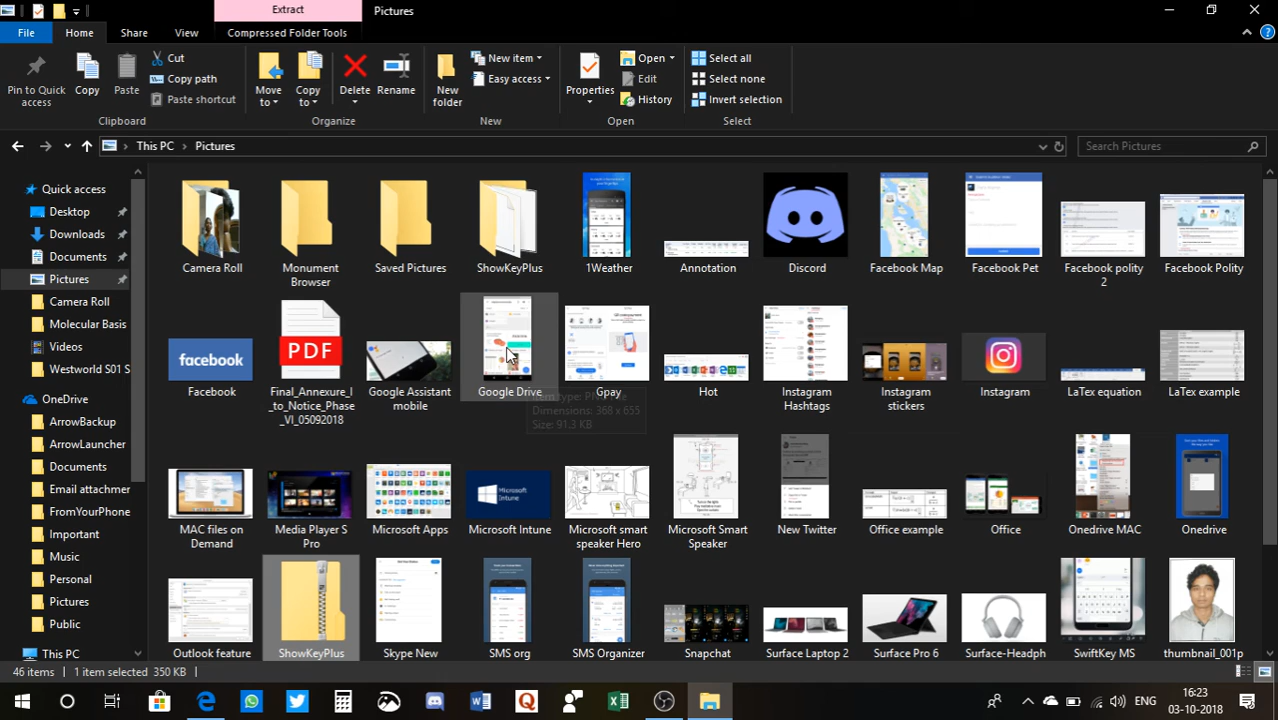 Extract
Pictures
File
Home
Share
View
Compressed Folder Tools
Pin to Quick access
Copy
Paste
Cut
Copy path
Paste shortcut
Clipboard
Move to
Copy to
Delete
Rename
Organize
New folder
New item
Easy access
New
Properties
Open
Edit
History
Open
Select all
Select none
Invert selection
Select
This PC
Pictures
Search Pictures
Quick access
Desktop
Downloads
Documents
Pictures
Camera Roll
Molecular basis
Videos
Westworld S01 S
OneDrive
ArrowBackup
ArrowLauncher
Documents
Email attachmer
FromYourPhone
Important
Music
Personal
Pictures
Public
This PC
Camera Roll
Monument Browser
Saved Pictures
ShowKeyPlus
1Weather
Annotation
Discord
Facebook Map
Facebook Pet
Facebook polity 2
Facebook Polity
facebook
Facebook
PDF
Final_Annexure_I
_to_Notice_Phase
_VI_05092018
Google Assistant mobile
Google Drive
Gpay
Hot
Instagram Hashtags
Instagram stickers
Instagram
LaTex equation
LaTex example
Dimensions: 368 x 655
Size: 91.3 KB
MAC files on Demand
Media Player S Pro
Microsoft Apps
Microsoft Intune
Microsoft Intune
Microsoft smart speaker Hero
Microsoft Smart Speaker
New Twitter
Office example
Office
Onedrive MAC
Onedrive
Outlook feature
ShowKeyPlus
Skype New
SMS org
SMS Organizer
Snapchat
Surface Laptop 2
Surface Pro 6
Surface-Headph
SwiftKey MS
thumbnail_001p
46 items
1 item selected 350 KB
ENG
16:23
03-10-2018